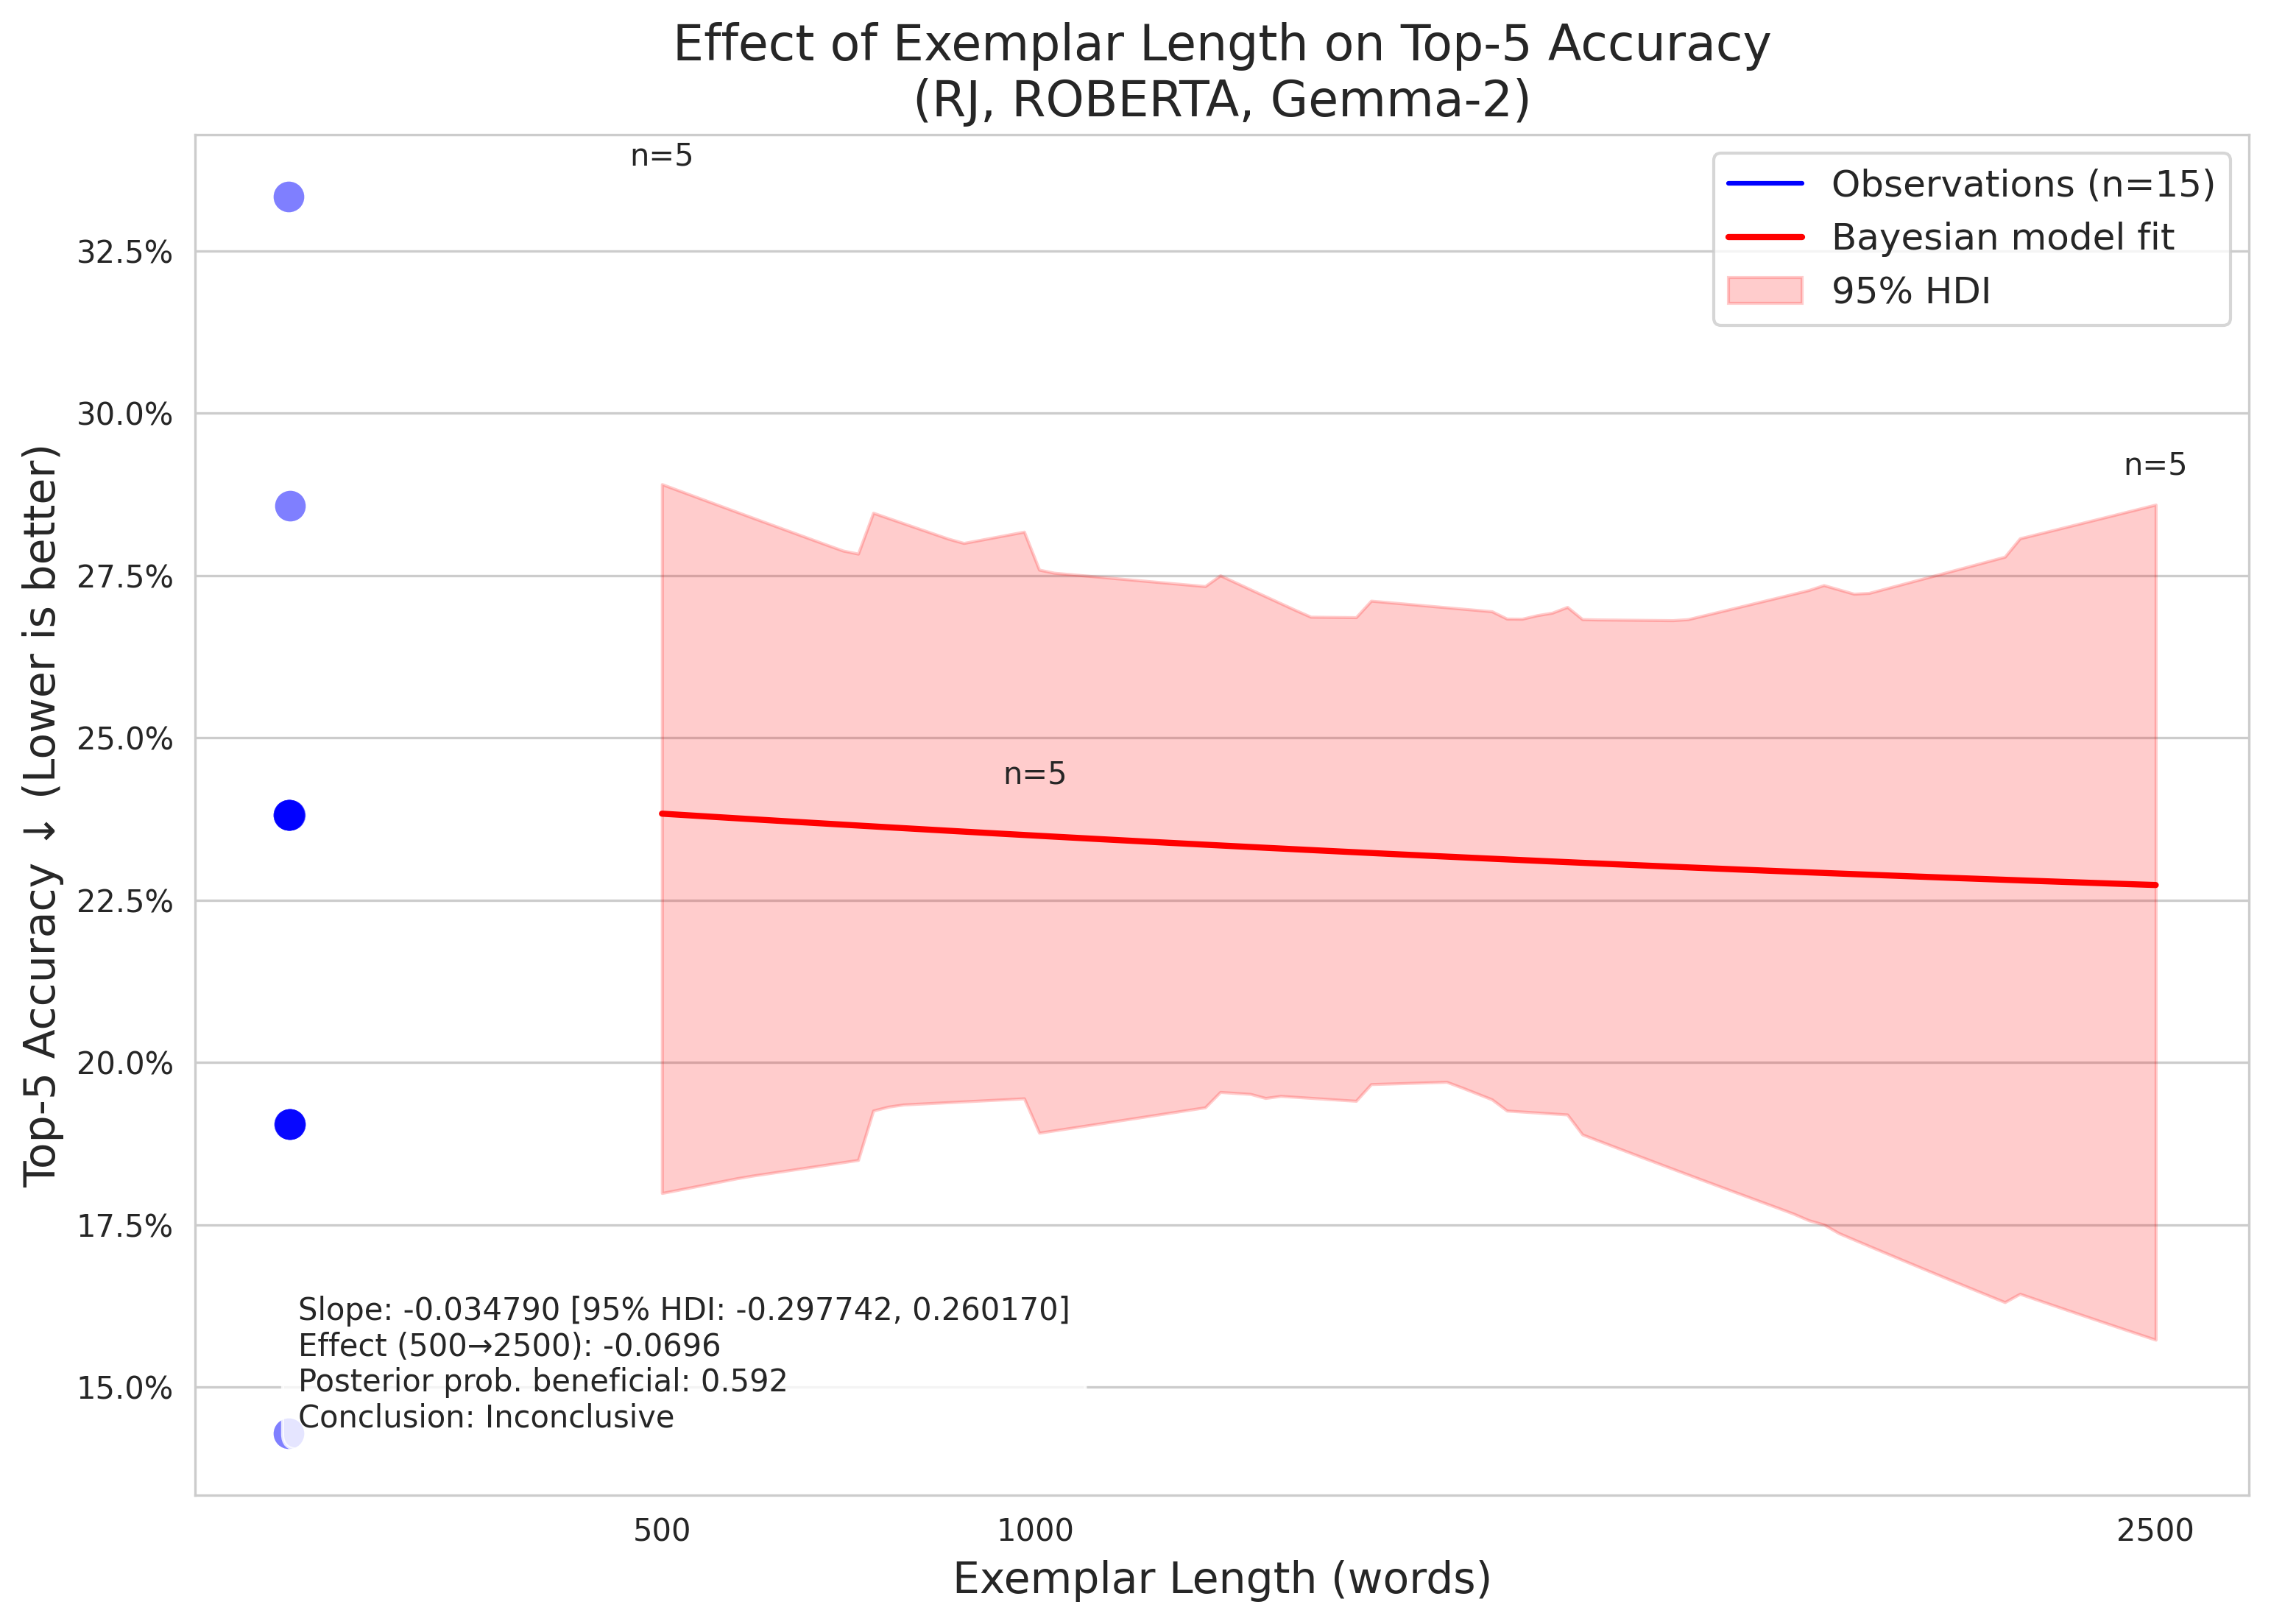 Effect of Exemplar Length on Top-5 Accuracy
(RJ, ROBERTA, Gemma-2)
n=5
Observations (n=15)
Bayesian model fit
95% HDI
n=5
n=5
32.5%
30.0%
27.5%
25.0%
22.5%
20.0%
17.5%
15.0%
Top-5 Accuracy ↓ (Lower is better)
Slope: -0.034790 [95% HDI: -0.297742, 0.260170]
Effect (500→2500): -0.0696
Posterior prob. beneficial: 0.592
Conclusion: Inconclusive
500
1000
2500
Exemplar Length (words)